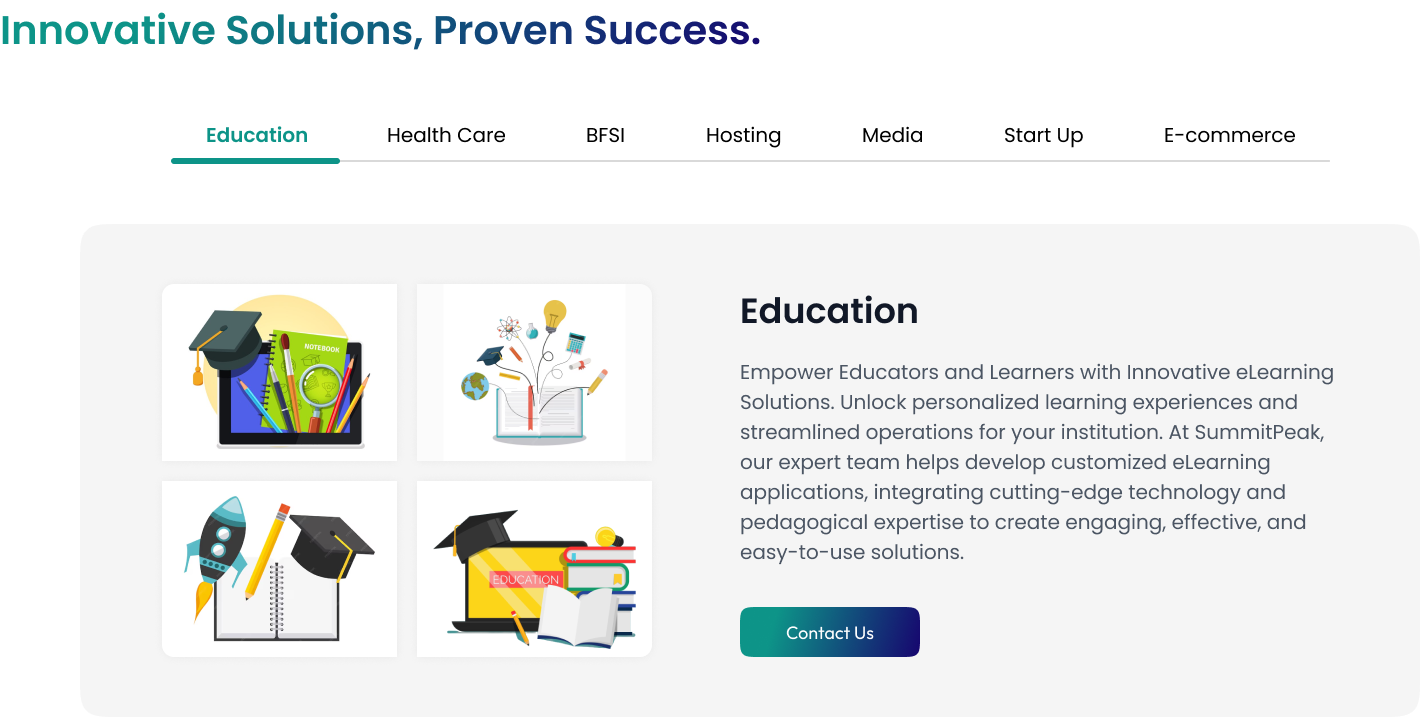 Innovative Solutions, Proven Success.
Education Health Care BFSI Hosting Media Start Up E-commerce
NOTEBOOK
EDUCATION
Education
Empower Educators and Learners with Innovative eLearning
Solutions. Unlock personalized learning experiences and
streamlined operations for your institution. At SummitPeak,
our expert team helps develop customized eLearning
applications, integrating cutting-edge technology and
pedagogical expertise to create engaging, effective, and
easy-to-use solutions.
Contact Us